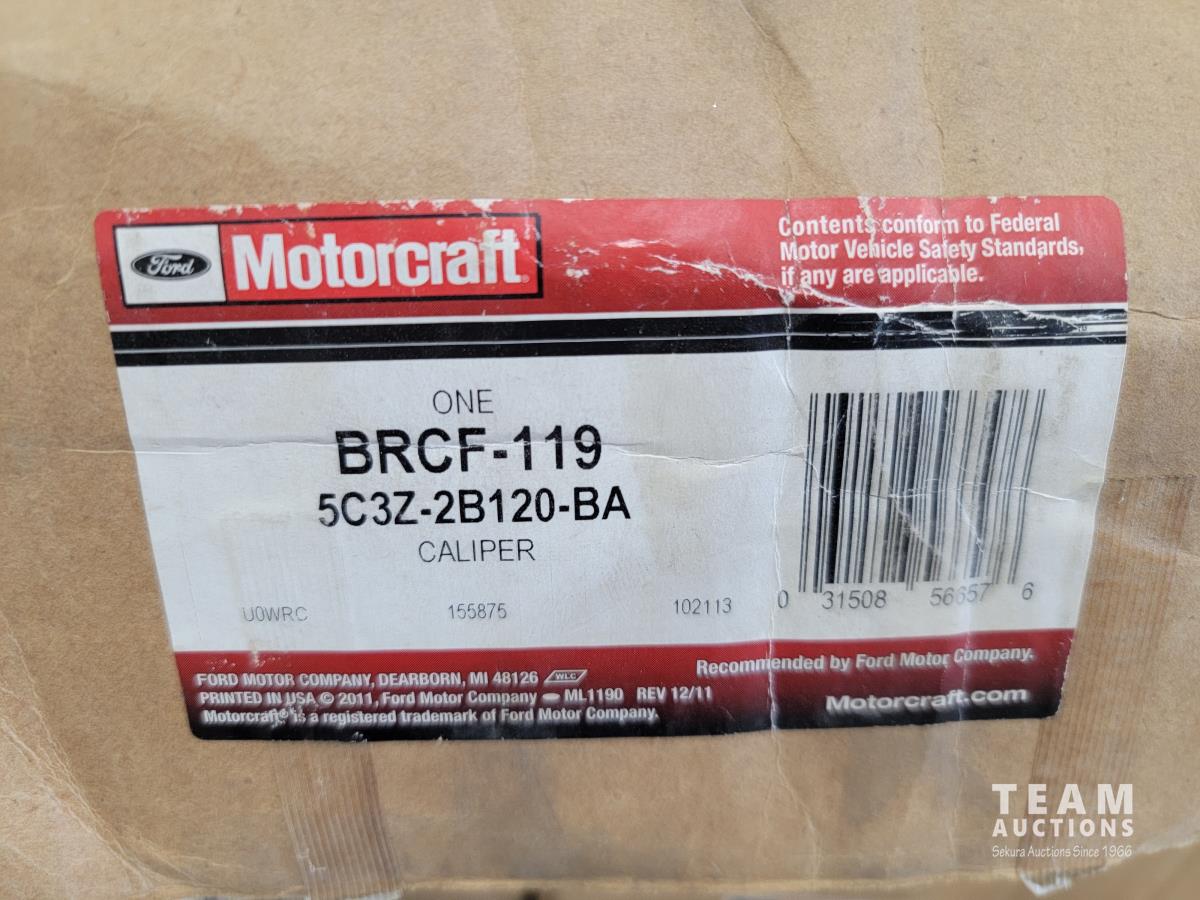 Ford Motorcraft®
Contents conform to Federal
Motor Vehicle Safety Standards,
if any are applicable.
ONE
BRCF-119
5C3Z-2B120-BA
CALIPER
U0WRC 155875 102113
0 31508 56657 6
FORD MOTOR COMPANY, DEARBORN, MI 48126 WLC
PRINTED IN USA © 2011, Ford Motor Company ML1190 REV 12/11
Motorcraft® is a registered trademark of Ford Motor Company.
Recommended by Ford Motor Company.
Motorcraft.com
TEAM
AUCTIONS
Sekura Auctions Since 1966